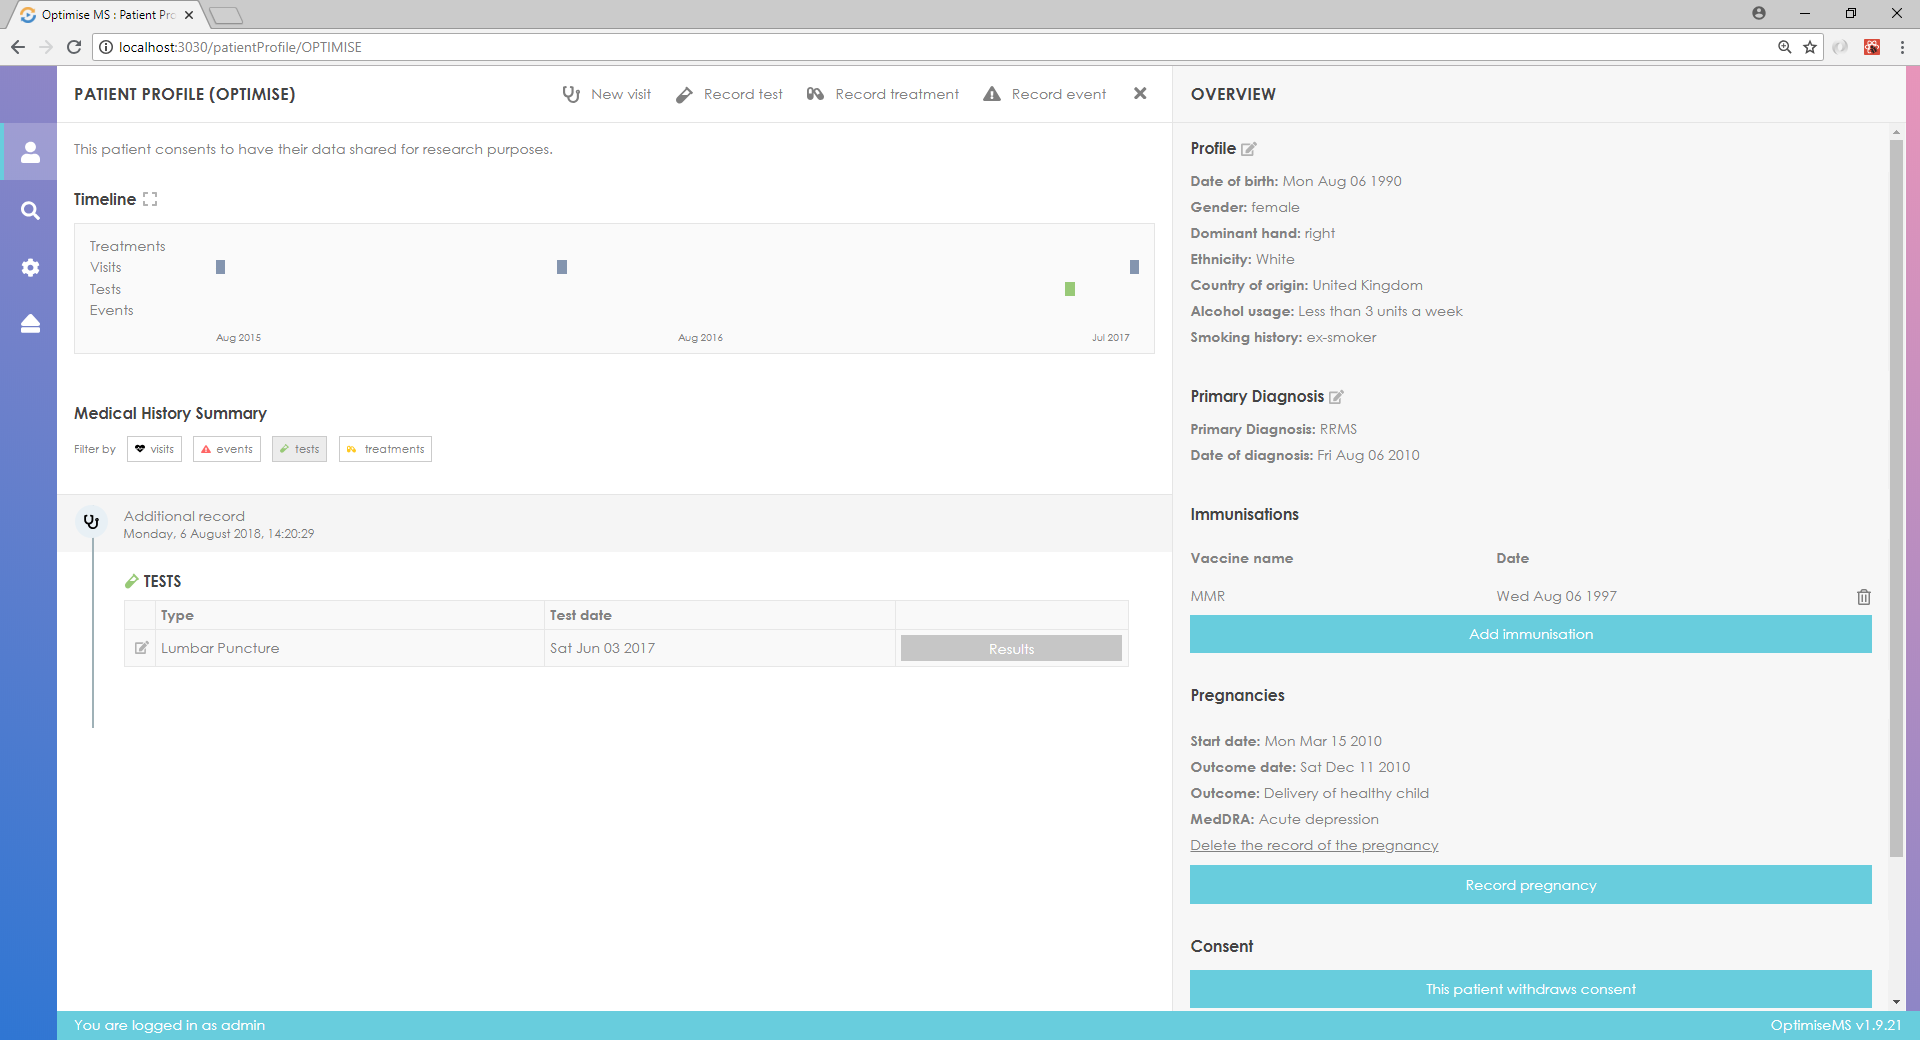 Optimise MS : Patient Pro
localhost:3030/patientProfile/OPTIMISE
PATIENT PROFILE (OPTIMISE)
New visit
Record test
Record treatment
Record event
This patient consents to have their data shared for research purposes.
Timeline
Treatments
Visits
Tests
Events
Aug 2015
Aug 2016
Jul 2017
Medical History Summary
Filter by
visits
events
tests
treatments
Additional record
Monday, 6 August 2018, 14:20:29
TESTS
Type
Test date
Lumbar Puncture
Sat Jun 03 2017
Results
OVERVIEW
Profile
Date of birth: Mon Aug 06 1990
Gender: female
Dominant hand: right
Ethnicity: White
Country of origin: United Kingdom
Alcohol usage: Less than 3 units a week
Smoking history: ex-smoker
Primary Diagnosis
Primary Diagnosis: RRMS
Date of diagnosis: Fri Aug 06 2010
Immunisations
Vaccine name
Date
MMR
Wed Aug 06 1997
Add immunisation
Pregnancies
Start date: Mon Mar 15 2010
Outcome date: Sat Dec 11 2010
Outcome: Delivery of healthy child
MedDRA: Acute depression
Delete the record of the pregnancy
Record pregnancy
Consent
This patient withdraws consent
You are logged in as admin
OptimiseMS v1.9.21